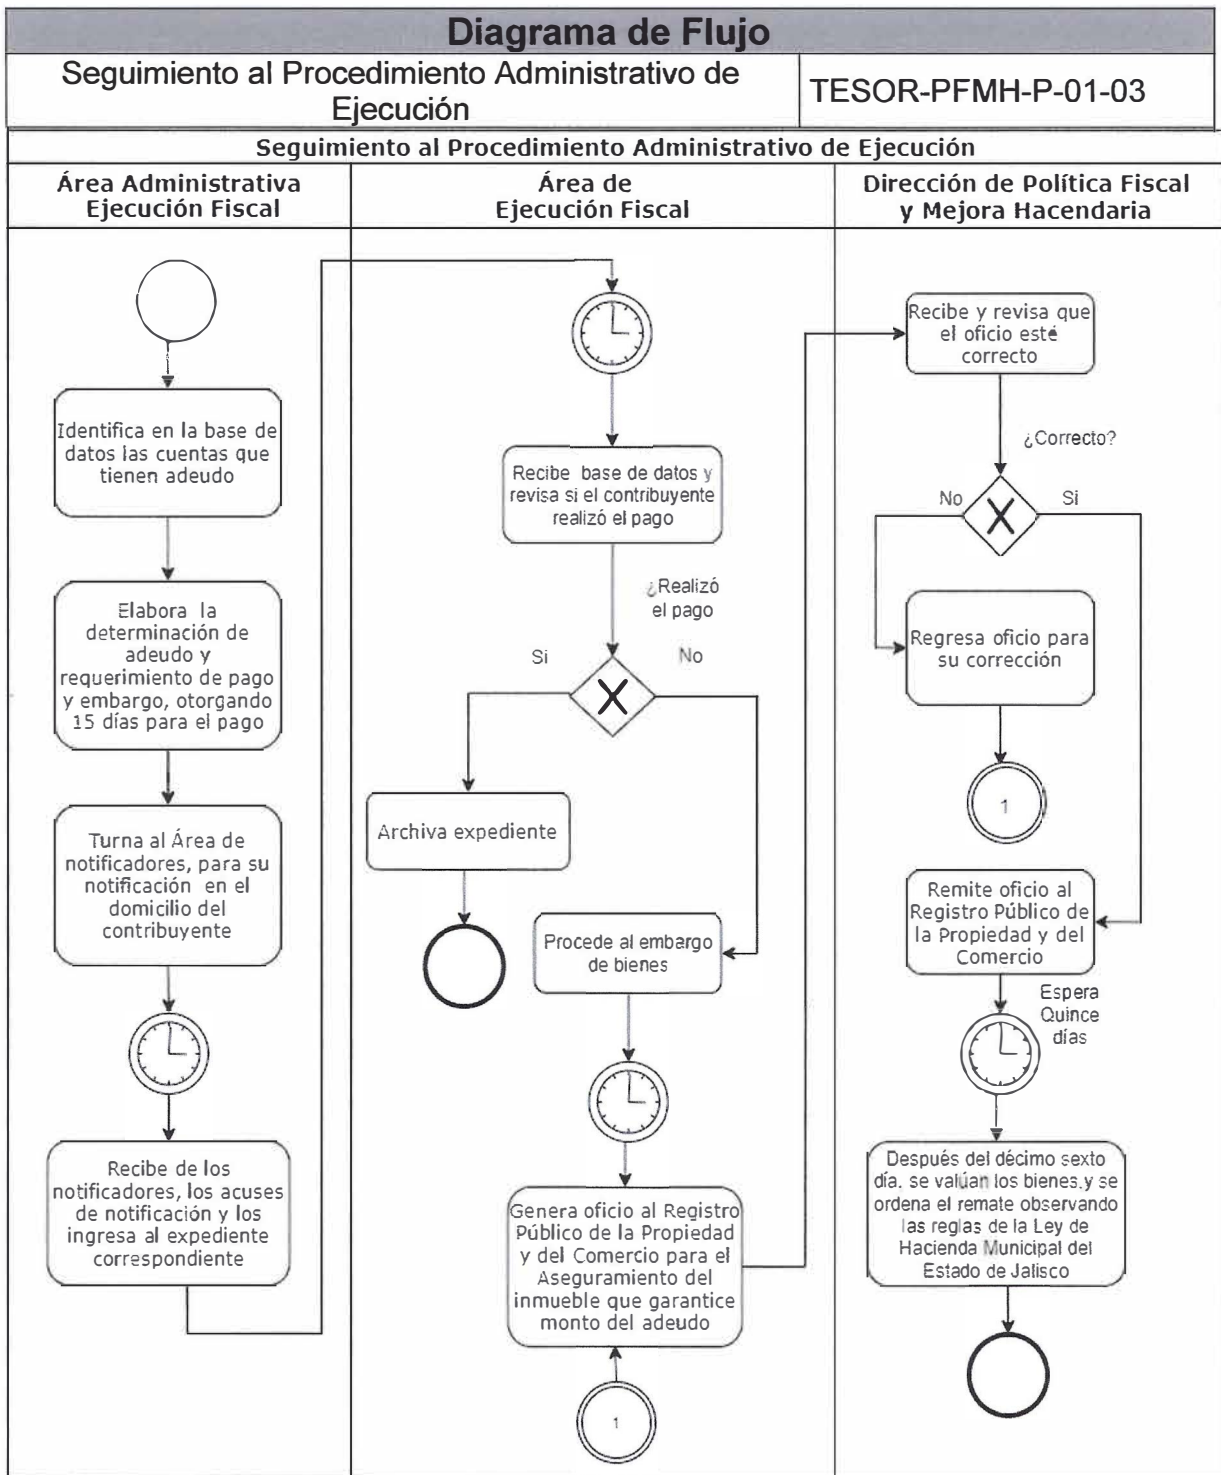 Diagrama de Flujo
Seguimiento al Procedimiento Administrativo de
Ejecución
TESOR-PFMH-P-01-03
Seguimiento al Procedimiento Administrativo de Ejecución
Área Administrativa
Ejecución Fiscal
Área de
Ejecución Fiscal
Dirección de Política Fiscal
y Mejora Hacendaria
Identifica en la base de
datos las cuentas que
tienen adeudo
Elabora la
determinación de
adeudo y
requerimiento de pago
y embargo, otorgando
15 días para el pago
Turna al Área de
notificadores, para su
notificación en el
domicilio del
contribuyente
Recibe de los
notificadores, los acuses
de notificación y los
ingresa al expediente
correspondiente
Recibe base de datos y
revisa si el contribuyente
realizó el pago
¿Realizó
el pago
Si
No
Archiva expediente
Procede al embargo
de bienes
Genera oficio al Registro
Público de la Propiedad
y del Comercio para el
Aseguramiento del
inmueble que garantice
monto del adeudo
1
Recibe y revisa que
el oficio esté
correcto
¿Correcto?
No
Si
Regresa oficio para
su corrección
1
Remite oficio al
Registro Público de
la Propiedad y del
Comercio
Espera
Quince
días
Después del décimo sexto
día, se valúan los bienes,y se
ordena el remate observando
las reglas de la Ley de
Hacienda Municipal del
Estado de Jalisco